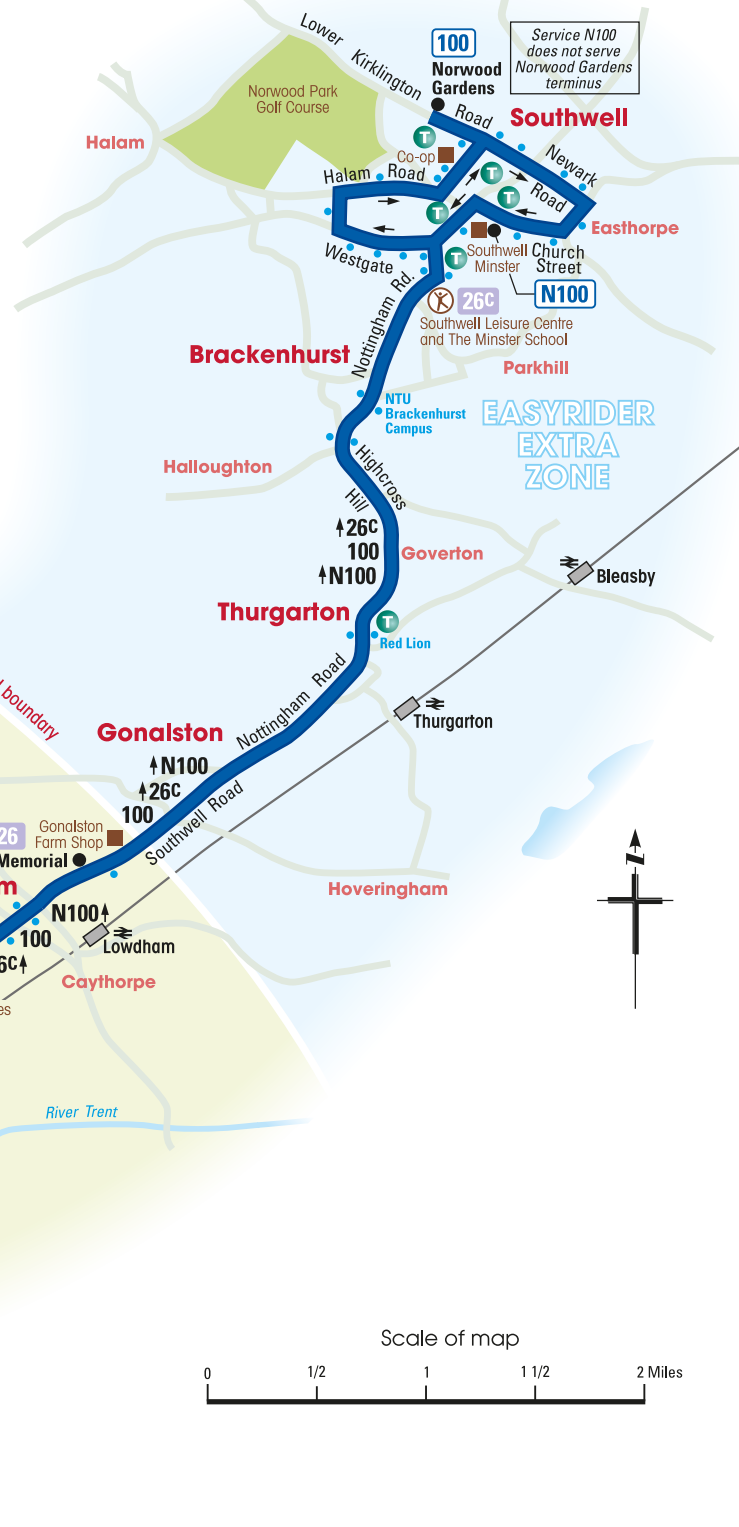 Lower Kirklington Road
100
Norwood
Gardens
Service N100
does not serve
Norwood Gardens
terminus
Norwood Park
Golf Course
Southwell
Halam
T
Co-op
Newark Road
Halam Road
T
T
T
Easthorpe
Westgate
T
Southwell
Minster
Church
Street
N100
26C
Southwell Leisure Centre
and The Minster School
Nottingham Rd.
Brackenhurst
Parkhill
NTU
Brackenhurst
Campus
EASYRIDER
EXTRA
ZONE
Halloughton
Highcross
Hill
26C
100
N100
Goverton
Bleasby
Thurgarton
T
Red Lion
Nottingham Road
boundary
Thurgarton
Gonalston
N100
26C
100
Southwell Road
26
Gonalston
Farm Shop
Memorial
m
Hoveringham
N
N100
100
6C
Lowdham
Caythorpe
es
River Trent
Scale of map
0 1/2 1 1 1/2 2 Miles